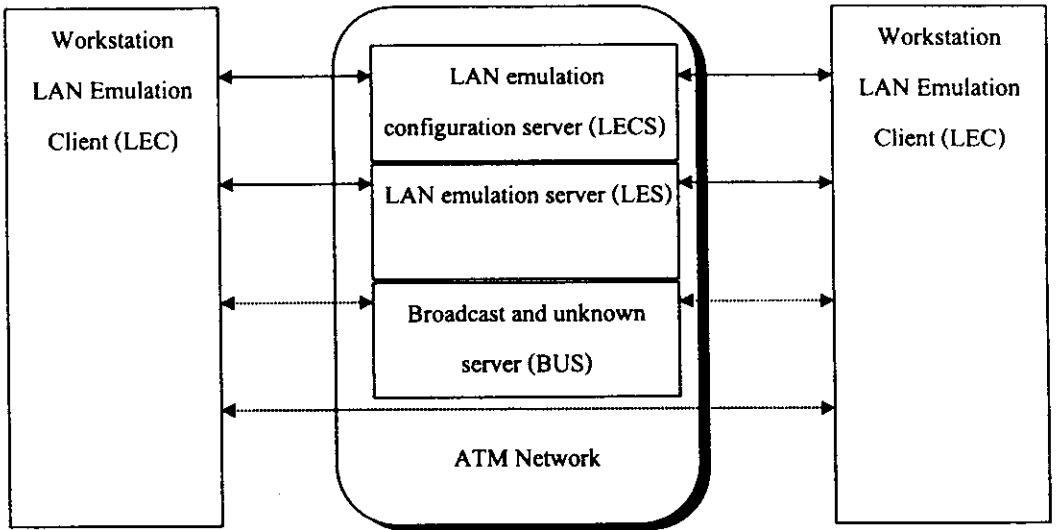 Workstation
LAN Emulation
Client (LEC)
LAN emulation
configuration server (LECS)
LAN emulation server (LES)
Broadcast and unknown
server (BUS)
ATM Network
Workstation
LAN Emulation
Client (LEC)